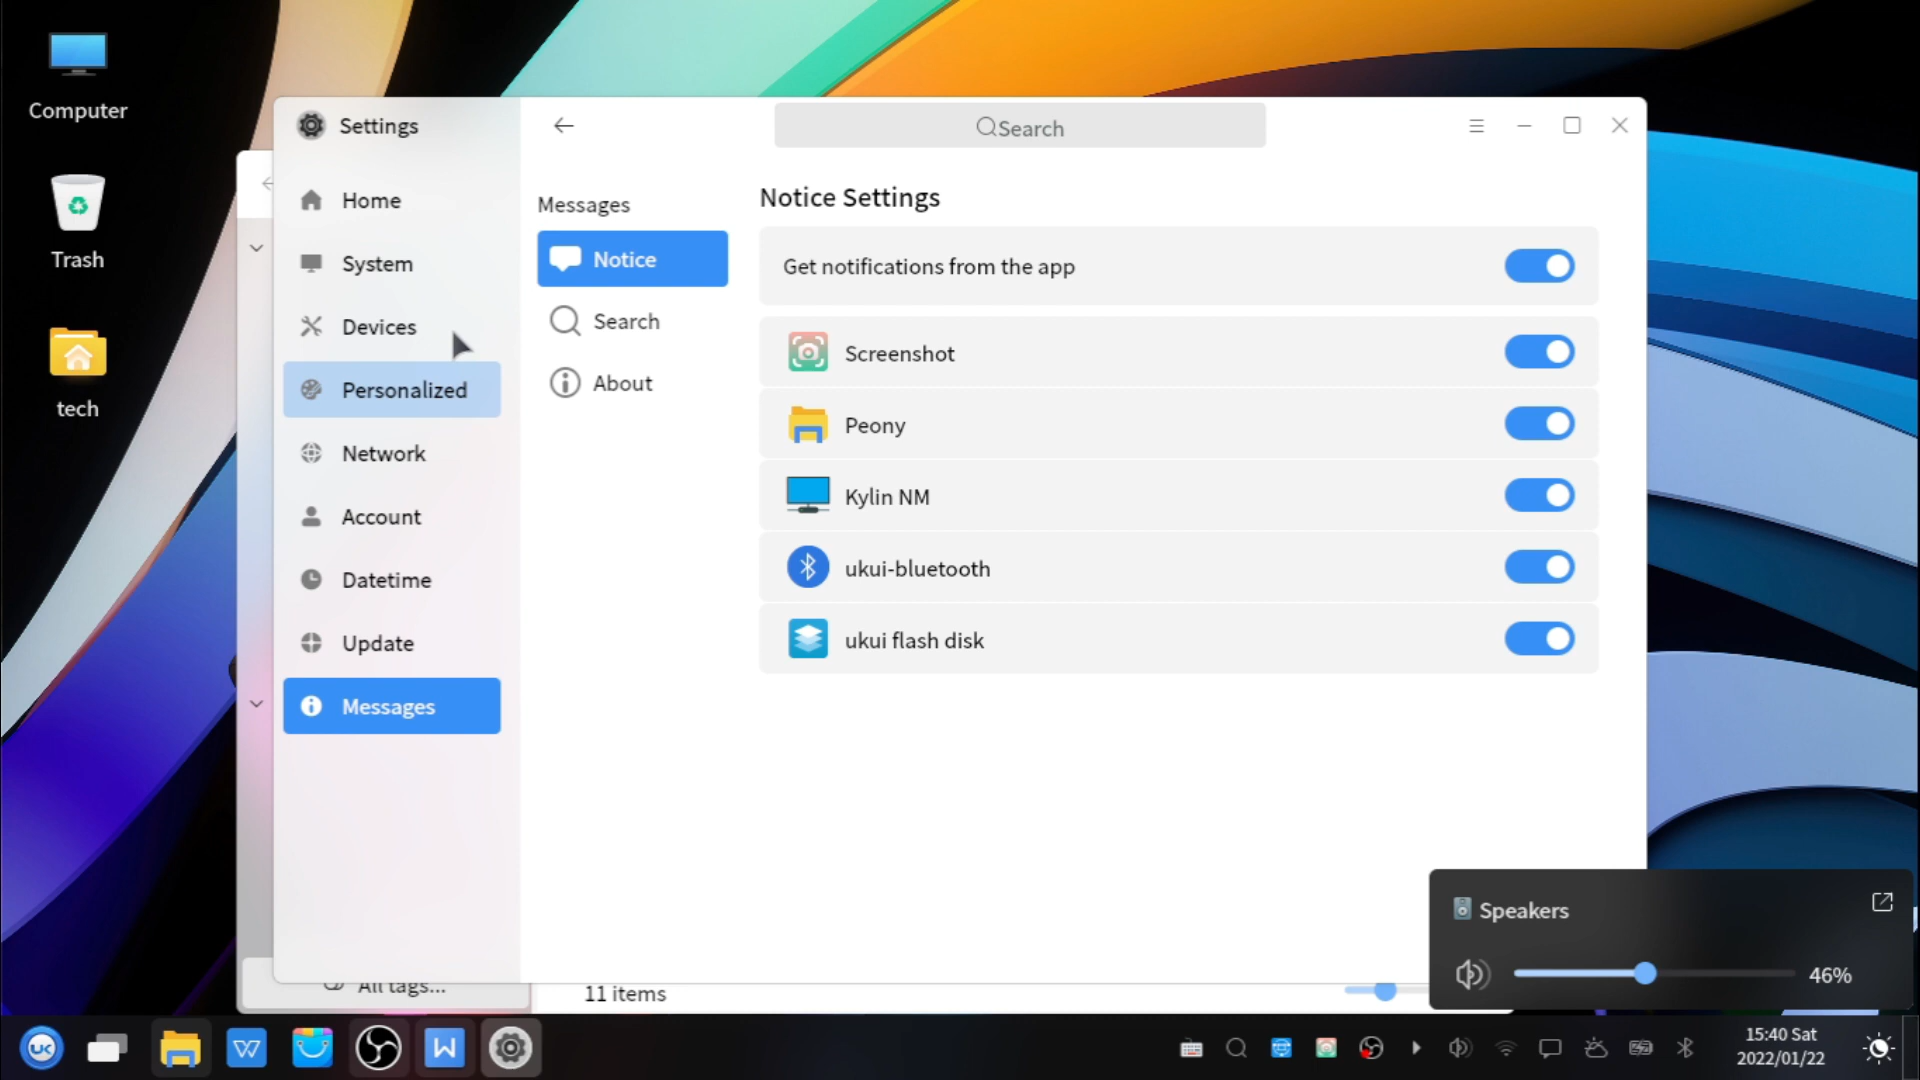 Computer
Trash
tech
Settings
Home
System
Devices
Personalized
Network
Account
Datetime
Update
Messages
Search
Messages
Notice
Search
About
Notice Settings
Get notifications from the app
Screenshot
Peony
Kylin NM
ukui-bluetooth
ukui flash disk
All tags...
11 items
Speakers
46%
UK
W
W
15:40 Sat
2022/01/22